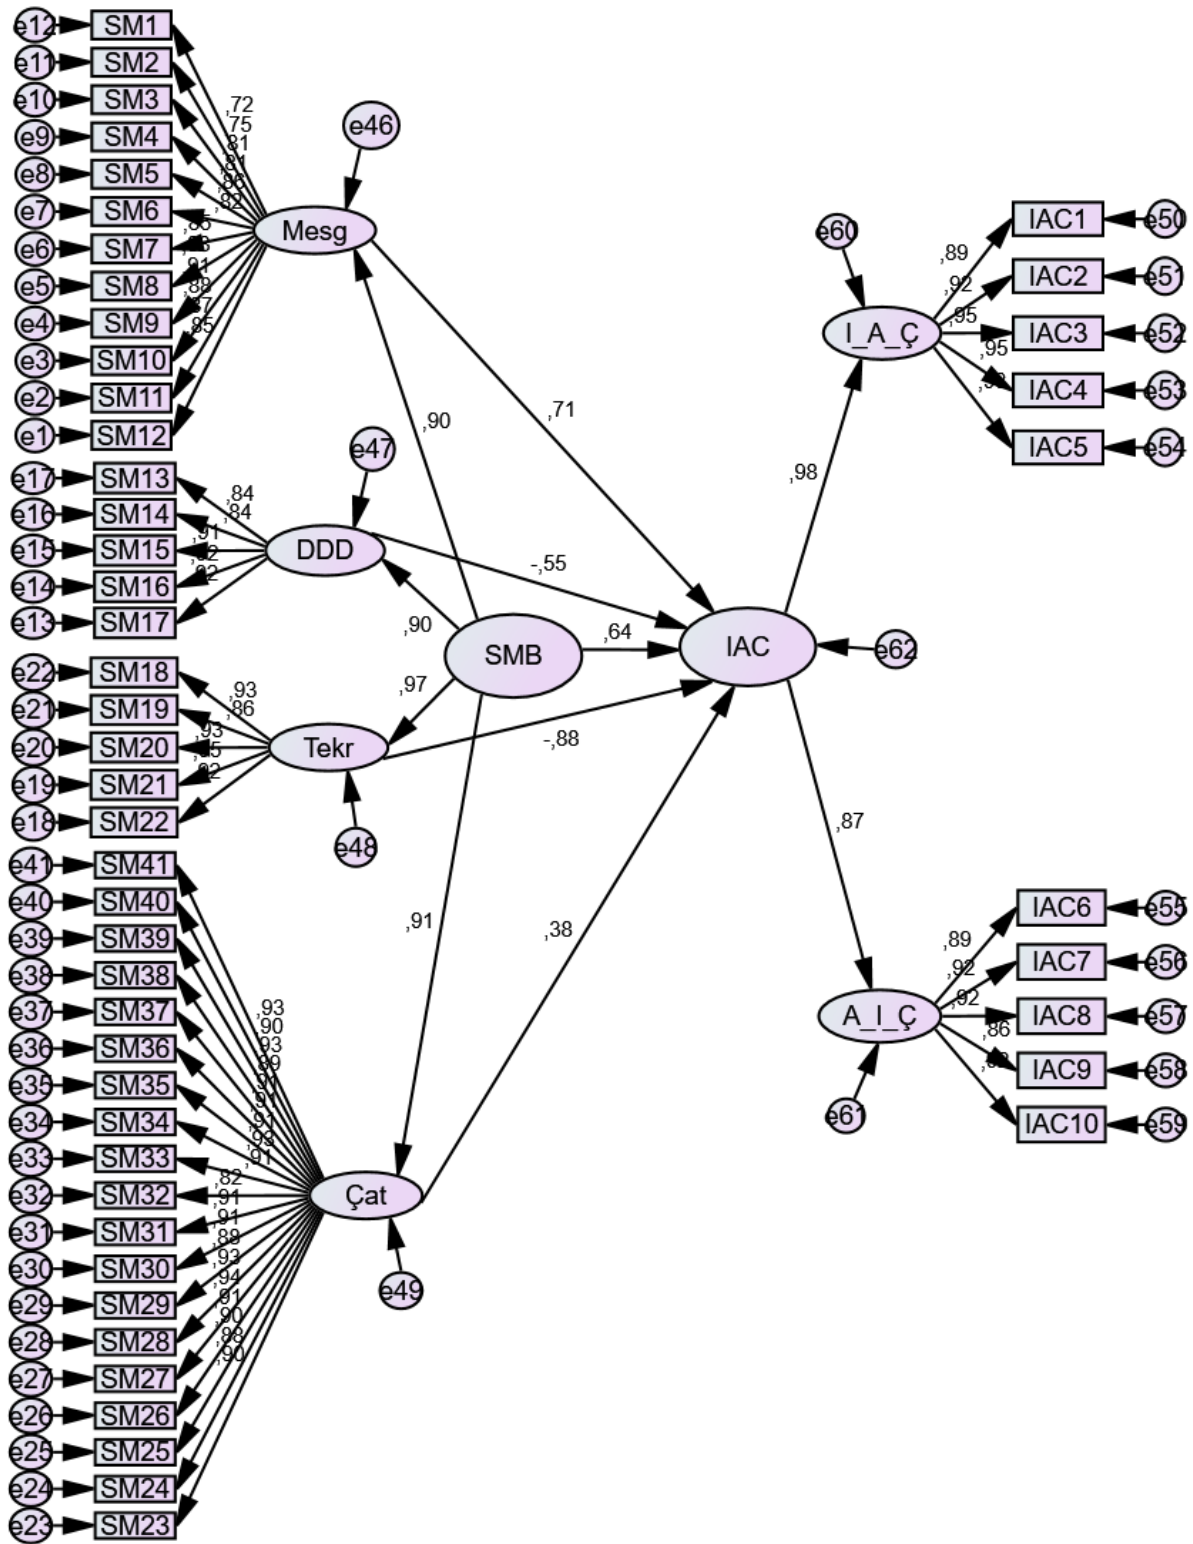 e12 SM1
e11 SM2
e10 SM3
e9 SM4
e8 SM5
e7 SM6
e6 SM7
e5 SM8
e4 SM9
e3 SM10
e2 SM11
e1 SM12
,72
,75
,81
,82
,91
,88
,85
Mesg
e46
e17 SM13
e16 SM14
e15 SM15
e14 SM16
e13 SM17
,84
,84
,91
,92
DDD
e47
e22 SM18
e21 SM19
e20 SM20
e19 SM21
e18 SM22
,93
,86
,93
,92
Tekr
e48
e41 SM41
e40 SM40
e39 SM39
e38 SM38
e37 SM37
e36 SM36
e35 SM35
e34 SM34
e33 SM33
e32 SM32
e31 SM31
e30 SM30
e29 SM29
e28 SM28
e27 SM27
e26 SM26
e25 SM25
e24 SM24
e23 SM23
,93
,90
,93
,89
,91
,91
,91
,93
,91
,82
,91
,91
,88
,93
,94
,91
,90
,88
,90
Çat
e49
SMB
,90
,90
,97
,91
,71
-,55
,64
-,88
,38
IAC
e62
,98
,87
e60
I_A_Ç
,89
,92
,95
,95
IAC1 e50
IAC2 e51
IAC3 e52
IAC4 e53
IAC5 e54
A_I_Ç
e61
,89
,92
,92
,86
IAC6 e55
IAC7 e56
IAC8 e57
IAC9 e58
IAC10 e59